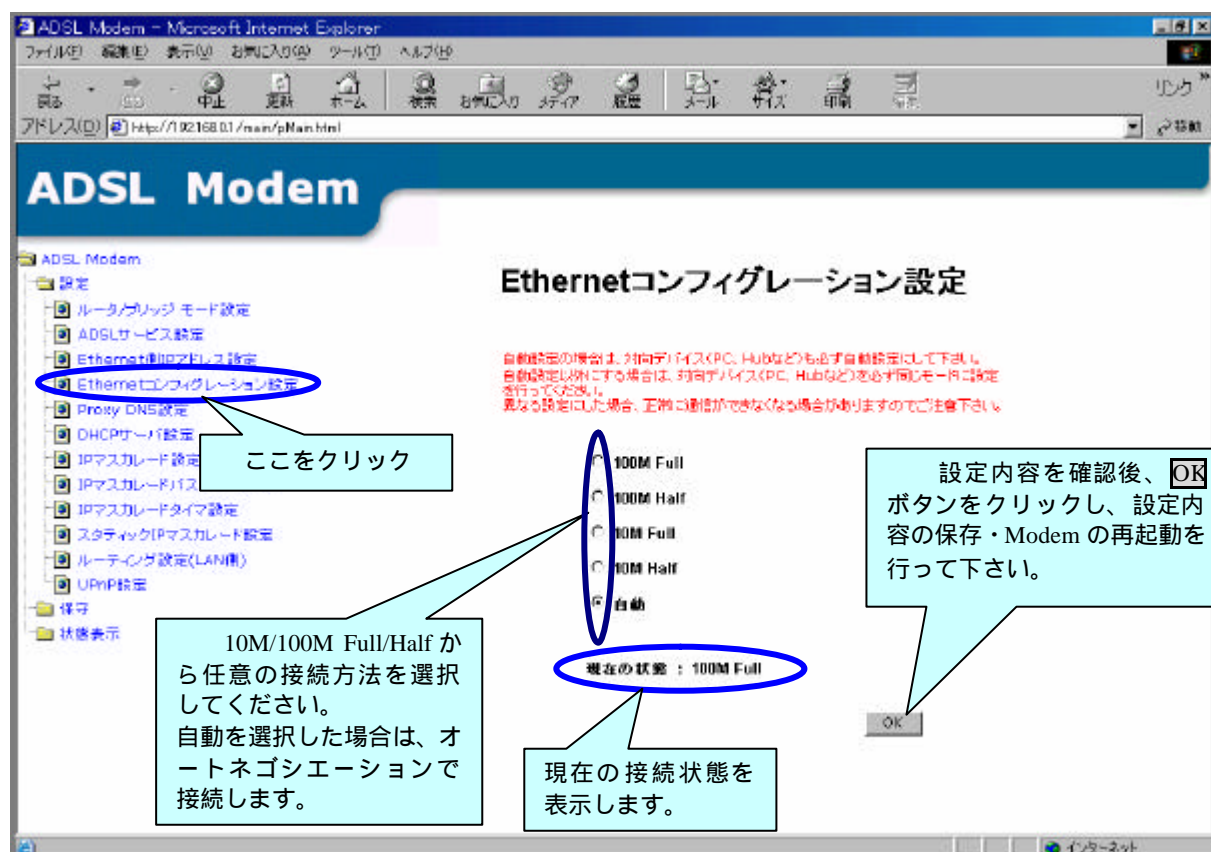 ADSL Modem - Microsoft Internet Explorer
ファイル(F) 編集(E) 表示(V) お気に入り(A) ツール(T) ヘルプ(H)
戻る 中止 更新 ホーム 検索 お気に入り メディア 履歴 メール サイズ 印刷 リンク »
アドレス(D) http://192.168.0.1/main/pMain.html 移動
ADSL Modem
ADSL Modem
設定
ルータ/ブリッジ モード設定
ADSLサービス設定
Ethernet側IPアドレス設定
Ethernetコンフィグレーション設定
Proxy DNS設定
DHCPサーバ設定
IPマスカレード設定
IPマスカレードパス
IPマスカレードタイマ設定
スタティックIPマスカレード設定
ルーティング設定(LAN側)
UPnP設定
保守
状態表示
ここをクリック
Ethernetコンフィグレーション設定
自動設定の場合は、対向デバイス(PC、Hubなど)も必ず自動設定にして下さい。
自動設定以外にする場合は、対向デバイス(PC、Hubなど)を必ず同じモードに設定
を行ってください。
異なる設定にした場合、正常に通信ができなくなる場合がありますのでご注意下さい。
100M Full
100M Half
10M Full
10M Half
自動
現在の状態 : 100M Full
OK
10M/100M Full/Half か
ら任意の接続方法を選択
してください。
自動を選択した場合は、オ
ートネゴシエーションで
接続します。
現在の接続状態を
表示します。
設定内容を確認後、OK
ボタンをクリックし、設定内
容の保存・Modem の再起動を
行って下さい。
インターネット